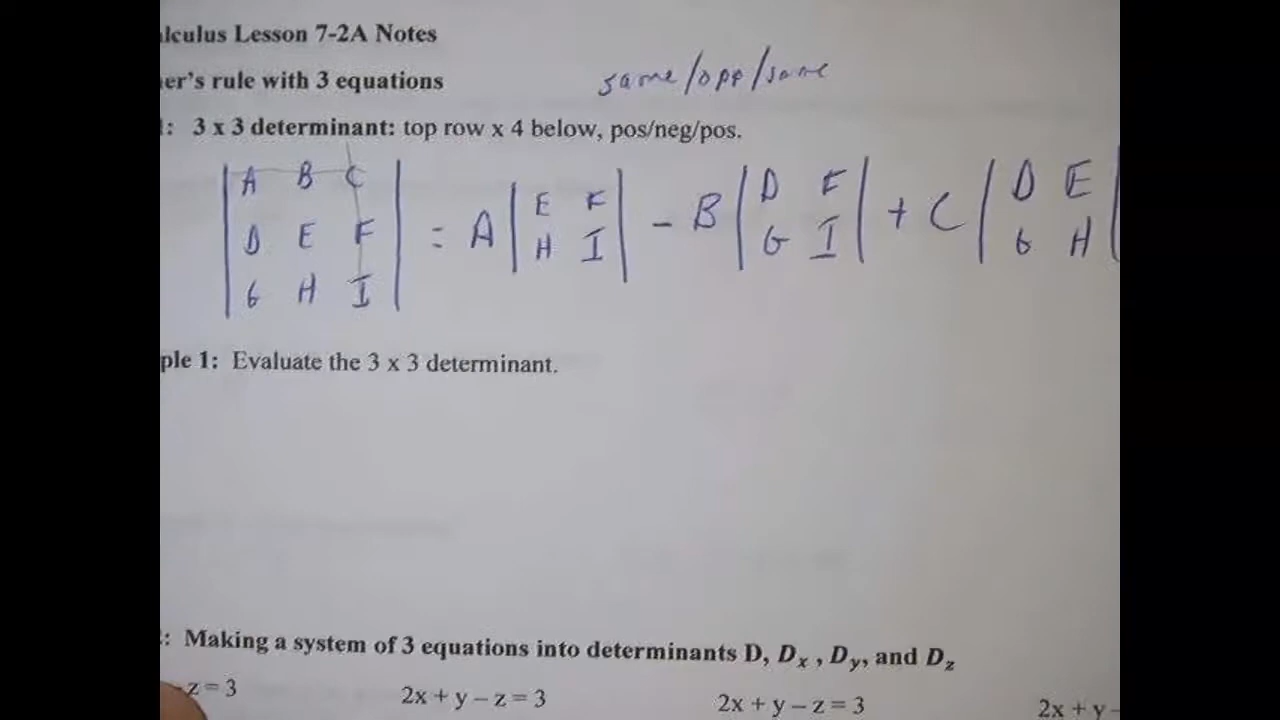 lculus Lesson 7-2A Notes
er's rule with 3 equations same/opp/same
: 3 x 3 determinant: top row x 4 below, pos/neg/pos.
|A B C| = A |E F| - B |D F| + C |D E|
|D E F| |H I| |G I| |G H|
|G H I|
ple 1: Evaluate the 3 x 3 determinant.
: Making a system of 3 equations into determinants D, Dx , Dy, and Dz
z = 3 2x + y – z = 3 2x + y – z = 3 2x + y –